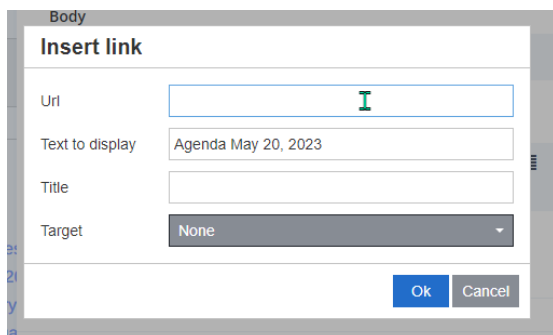 Body
Insert link
Url
Text to display Agenda May 20, 2023
Title
Target None
Ok Cancel